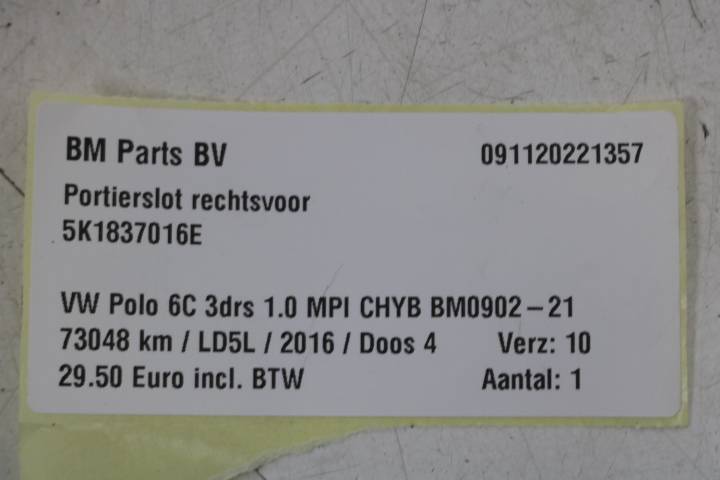 BM Parts BV 091120221357
Portierslot rechtsvoor
5K1837016E
VW Polo 6C 3drs 1.0 MPI CHYB BM0902-21
73048 km / LD5L / 2016 / Doos 4 Verz: 10
29.50 Euro incl. BTW Aantal: 1